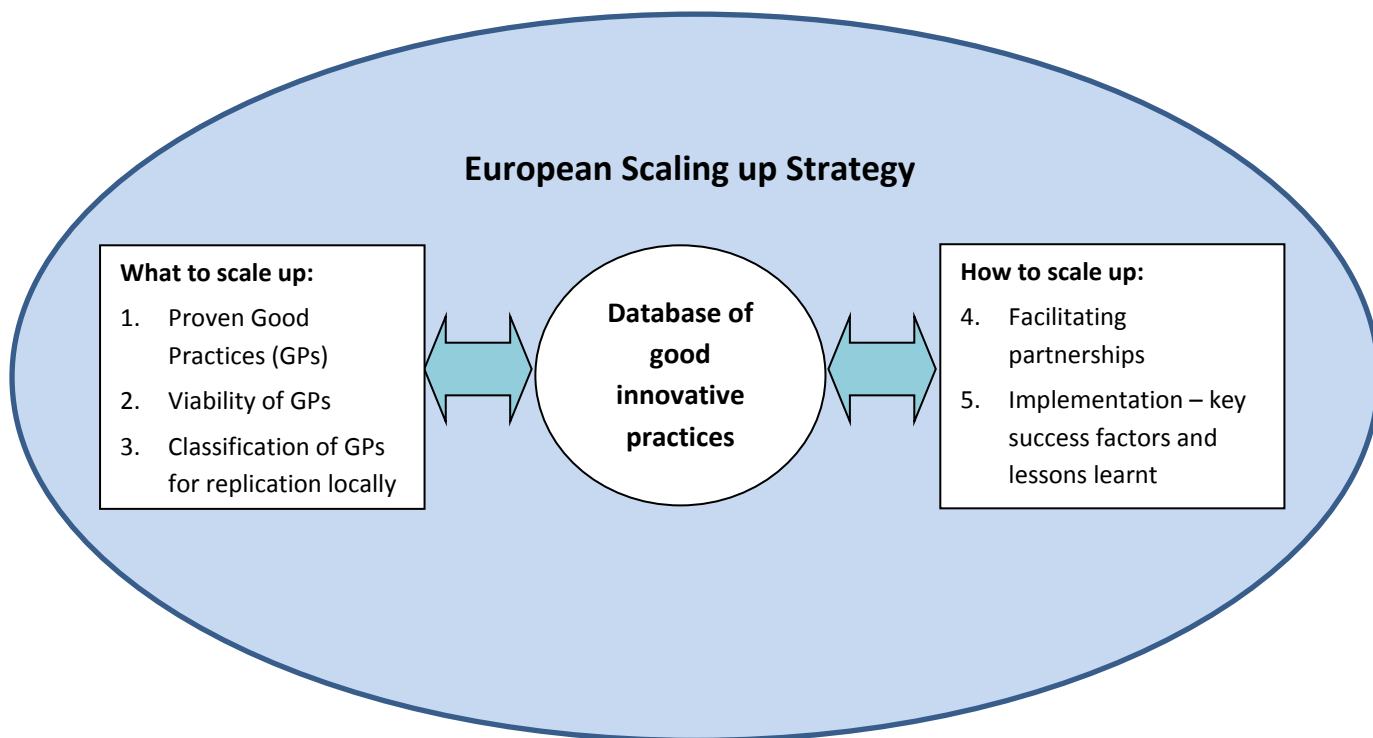 European Scaling up Strategy
What to scale up:
1. Proven Good
Practices (GPs)
2. Viability of GPs
3. Classification of GPs
for replication locally
Database of
good
innovative
practices
How to scale up:
4. Facilitating
partnerships
5. Implementation – key
success factors and
lessons learnt